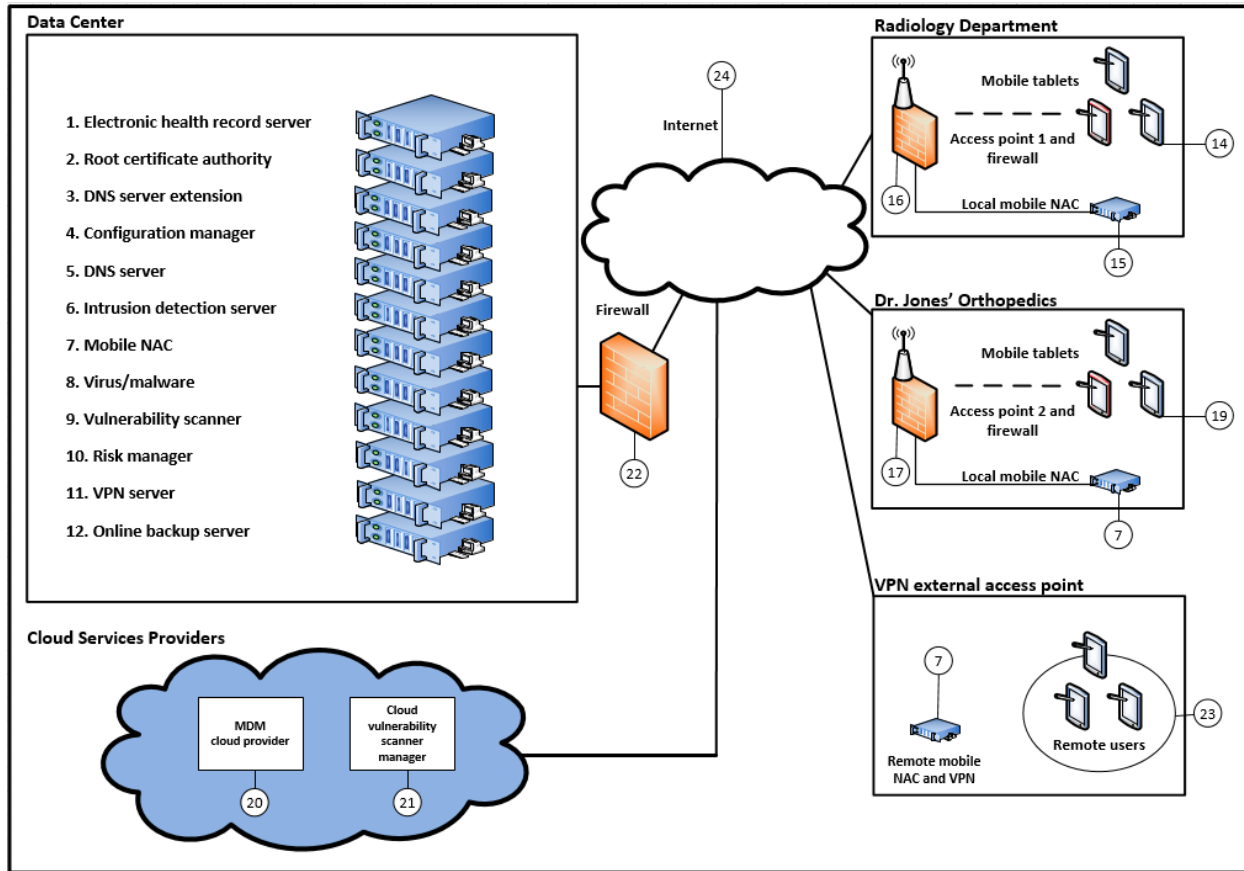 Data Center
1. Electronic health record server
2. Root certificate authority
3. DNS server extension
4. Configuration manager
5. DNS server
6. Intrusion detection server
7. Mobile NAC
8. Virus/malware
9. Vulnerability scanner
10. Risk manager
11. VPN server
12. Online backup server
Firewall
22
24
Internet
Radiology Department
Mobile tablets
Access point 1 and
firewall
14
16
Local mobile NAC
15
Dr. Jones' Orthopedics
Mobile tablets
Access point 2 and
firewall
19
17
Local mobile NAC
7
VPN external access point
7
Remote mobile
NAC and VPN
Remote users
23
Cloud Services Providers
MDM
cloud provider
20
Cloud
vulnerability
scanner
manager
21